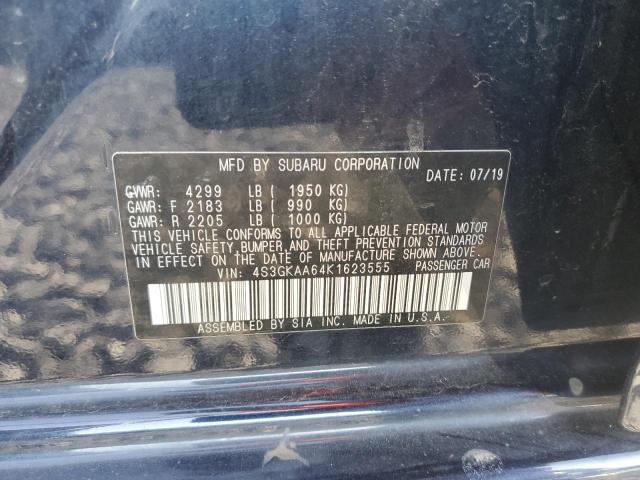 MFD BY SUBARU CORPORATION
DATE: 07/19
GVWR: 4299 LB ( 1950 KG)
GAWR: F 2183 LB ( 990 KG)
GAWR: R 2205 LB ( 1000 KG)
THIS VEHICLE CONFORMS TO ALL APPLICABLE FEDERAL MOTOR
VEHICLE SAFETY, BUMPER, AND THEFT PREVENTION STANDARDS
IN EFFECT ON THE DATE OF MANUFACTURE SHOWN ABOVE.
VIN: 4S3GKAA64K1623555 PASSENGER CAR
ASSEMBLED BY SIA INC. MADE IN U.S.A.